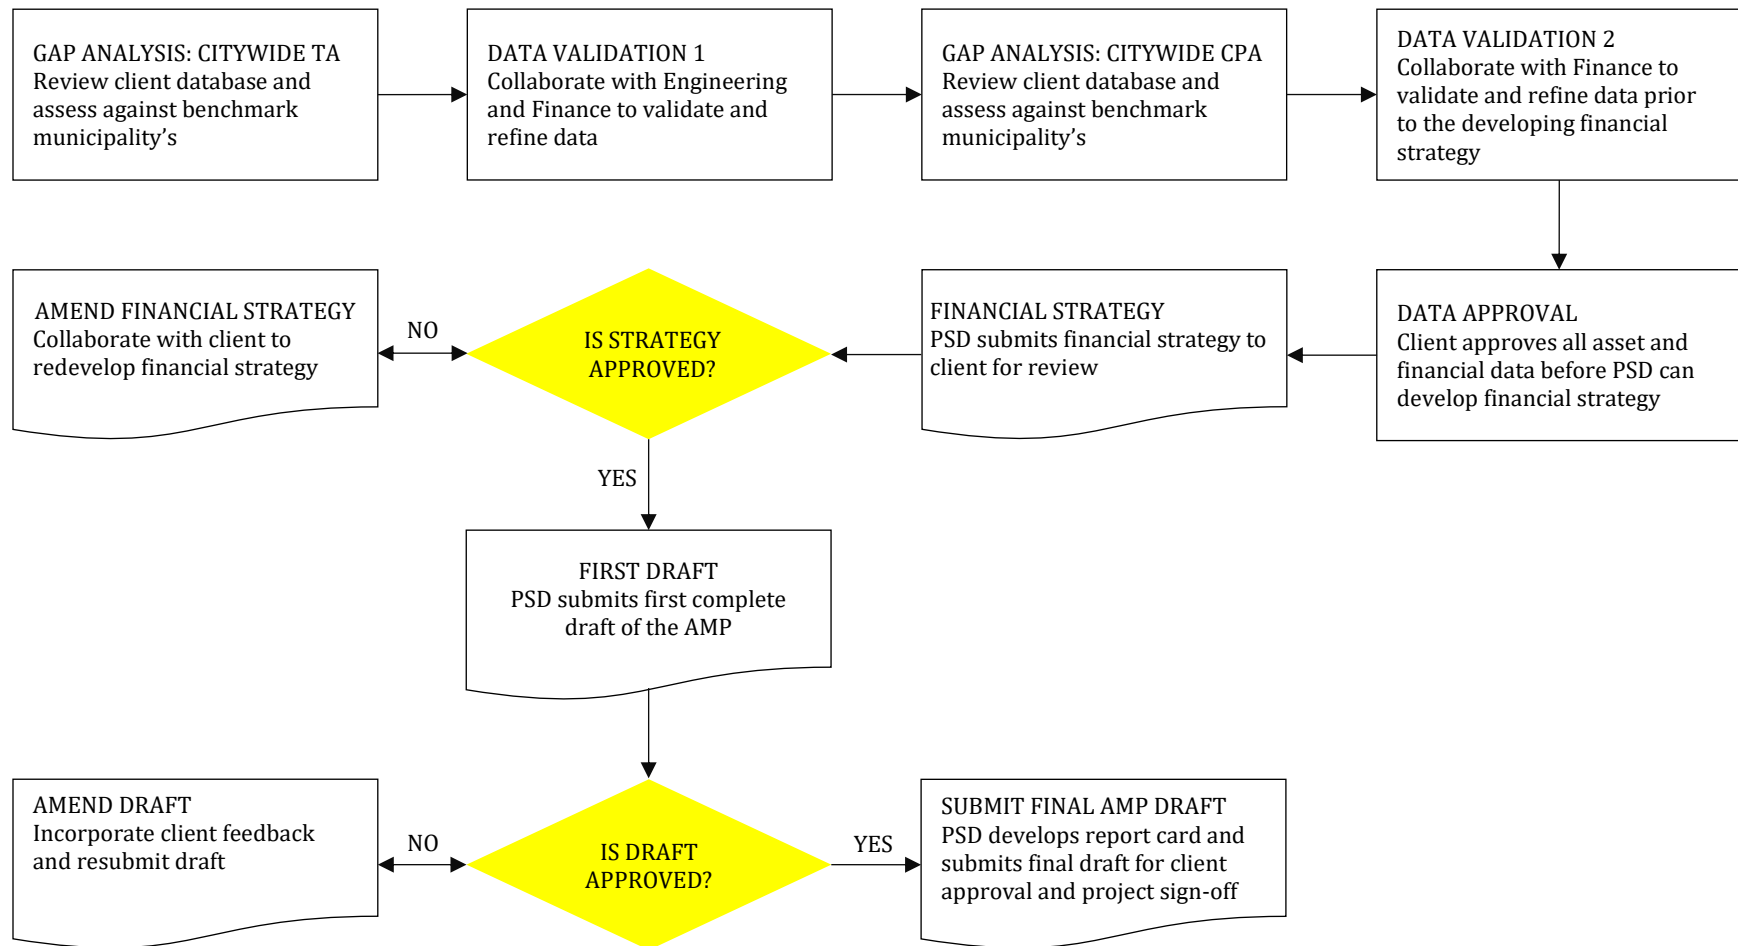 GAP ANALYSIS: CITYWIDE TA
Review client database and
assess against benchmark
municipality’s
DATA VALIDATION 1
Collaborate with Engineering
and Finance to validate and
refine data
GAP ANALYSIS: CITYWIDE CPA
Review client database and
assess against benchmark
municipality’s
DATA VALIDATION 2
Collaborate with Finance to
validate and refine data prior
to the developing financial
strategy
DATA APPROVAL
Client approves all asset and
financial data before PSD can
develop financial strategy
FINANCIAL STRATEGY
PSD submits financial strategy to
client for review
IS STRATEGY
APPROVED?
NO
AMEND FINANCIAL STRATEGY
Collaborate with client to
redevelop financial strategy
YES
FIRST DRAFT
PSD submits first complete
draft of the AMP
IS DRAFT
APPROVED?
NO
AMEND DRAFT
Incorporate client feedback
and resubmit draft
YES
SUBMIT FINAL AMP DRAFT
PSD develops report card and
submits final draft for client
approval and project sign-off